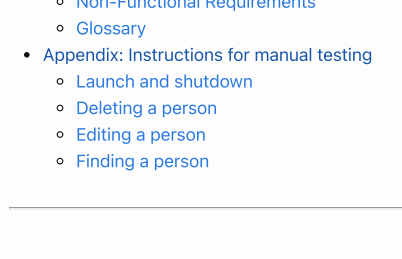 Non-Functional Requirements
Glossary
Appendix: Instructions for manual testing
Launch and shutdown
Deleting a person
Editing a person
Finding a person